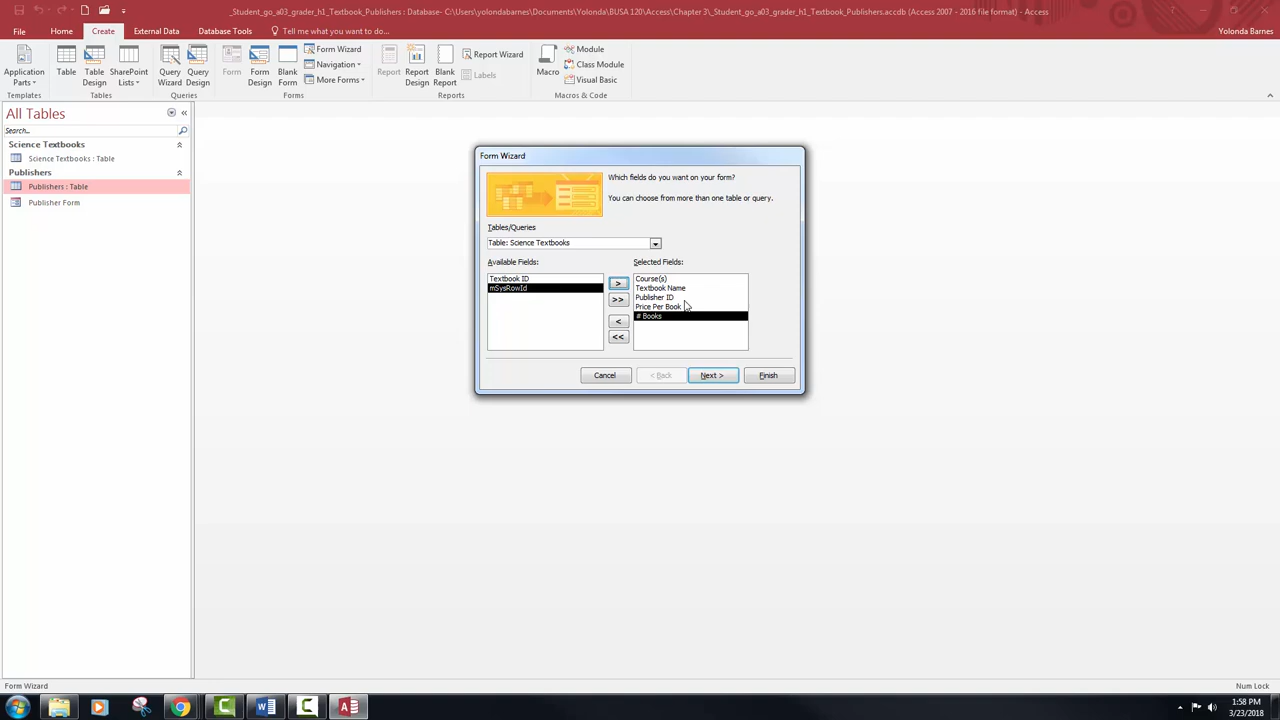 _Student_go_a03_grader_h1_Textbook_Publishers : Database- C:\Users\yolondabarnes\Documents\Yolonda\BUSA 120\Access\Chapter 3\_Student_go_a03_grader_h1_Textbook_Publishers.accdb (Access 2007 - 2016 file format) - Access
File Home Create External Data Database Tools Tell me what you want to do... Yolonda Barnes
Application Parts
Table
Table Design
SharePoint Lists
Query Wizard
Query Design
Form
Form Design
Blank Form
Form Wizard
Navigation
More Forms
Report
Report Design
Blank Report
Report Wizard
Labels
Macro
Module
Class Module
Visual Basic
Templates Tables Queries Forms Reports Macros & Code
All Tables
Search...
Science Textbooks
Science Textbooks : Table
Publishers
Publishers : Table
Publisher Form
Form Wizard
Which fields do you want on your form?
You can choose from more than one table or query.
Tables/Queries
Table: Science Textbooks
Available Fields: Selected Fields:
Textbook ID
mSysRowId
>
>>
<
<<
Course(s)
Textbook Name
Publisher ID
Price Per Book
# Books
Cancel < Back Next > Finish
Form Wizard Num Lock
1:58 PM
3/23/2018